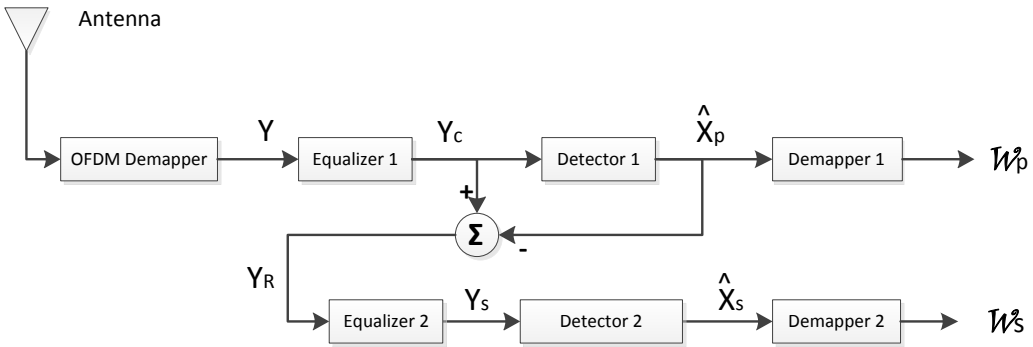 Antenna
Y
Yc
X̂p
OFDM Demapper
Equalizer 1
Detector 1
Demapper 1
𝒲p
+
Σ
-
YR
Ys
X̂s
Equalizer 2
Detector 2
Demapper 2
𝒲s